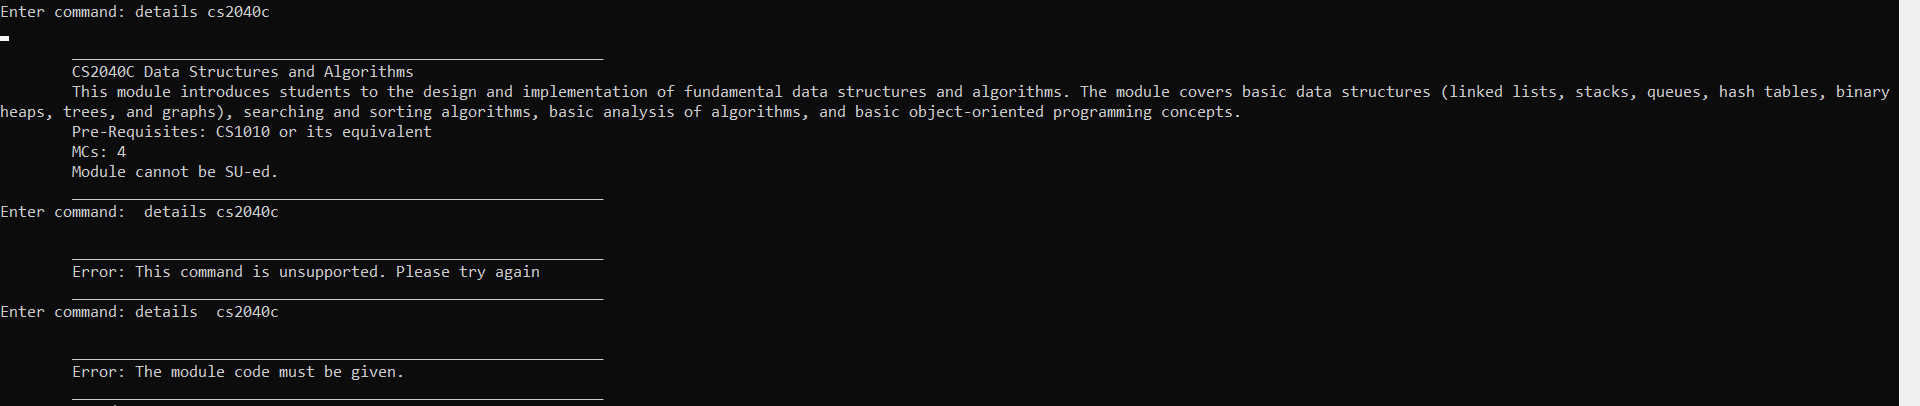 Enter command: details cs2040c
CS2040C Data Structures and Algorithms
This module introduces students to the design and implementation of fundamental data structures and algorithms. The module covers basic data structures (linked lists, stacks, queues, hash tables, binary
heaps, trees, and graphs), searching and sorting algorithms, basic analysis of algorithms, and basic object-oriented programming concepts.
Pre-Requisites: CS1010 or its equivalent
MCs: 4
Module cannot be SU-ed.
Enter command:  details cs2040c
Error: This command is unsupported. Please try again
Enter command: details  cs2040c
Error: The module code must be given.